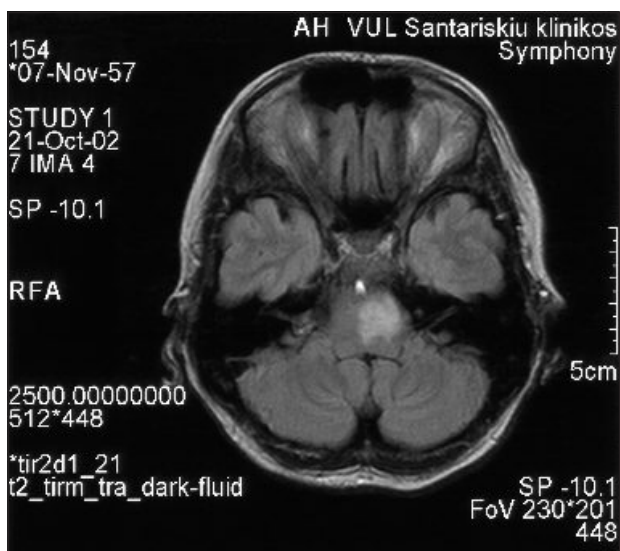 AH VUL Santariskiu klinikos
Symphony
154
*07-Nov-57
STUDY 1
21-Oct-02
7 IMA 4
SP -10.1
RFA
5cm
2500.00000000
512*448
*tir2d1_21
t2_tirm_tra_dark-fluid
SP -10.1
FoV 230*201
448